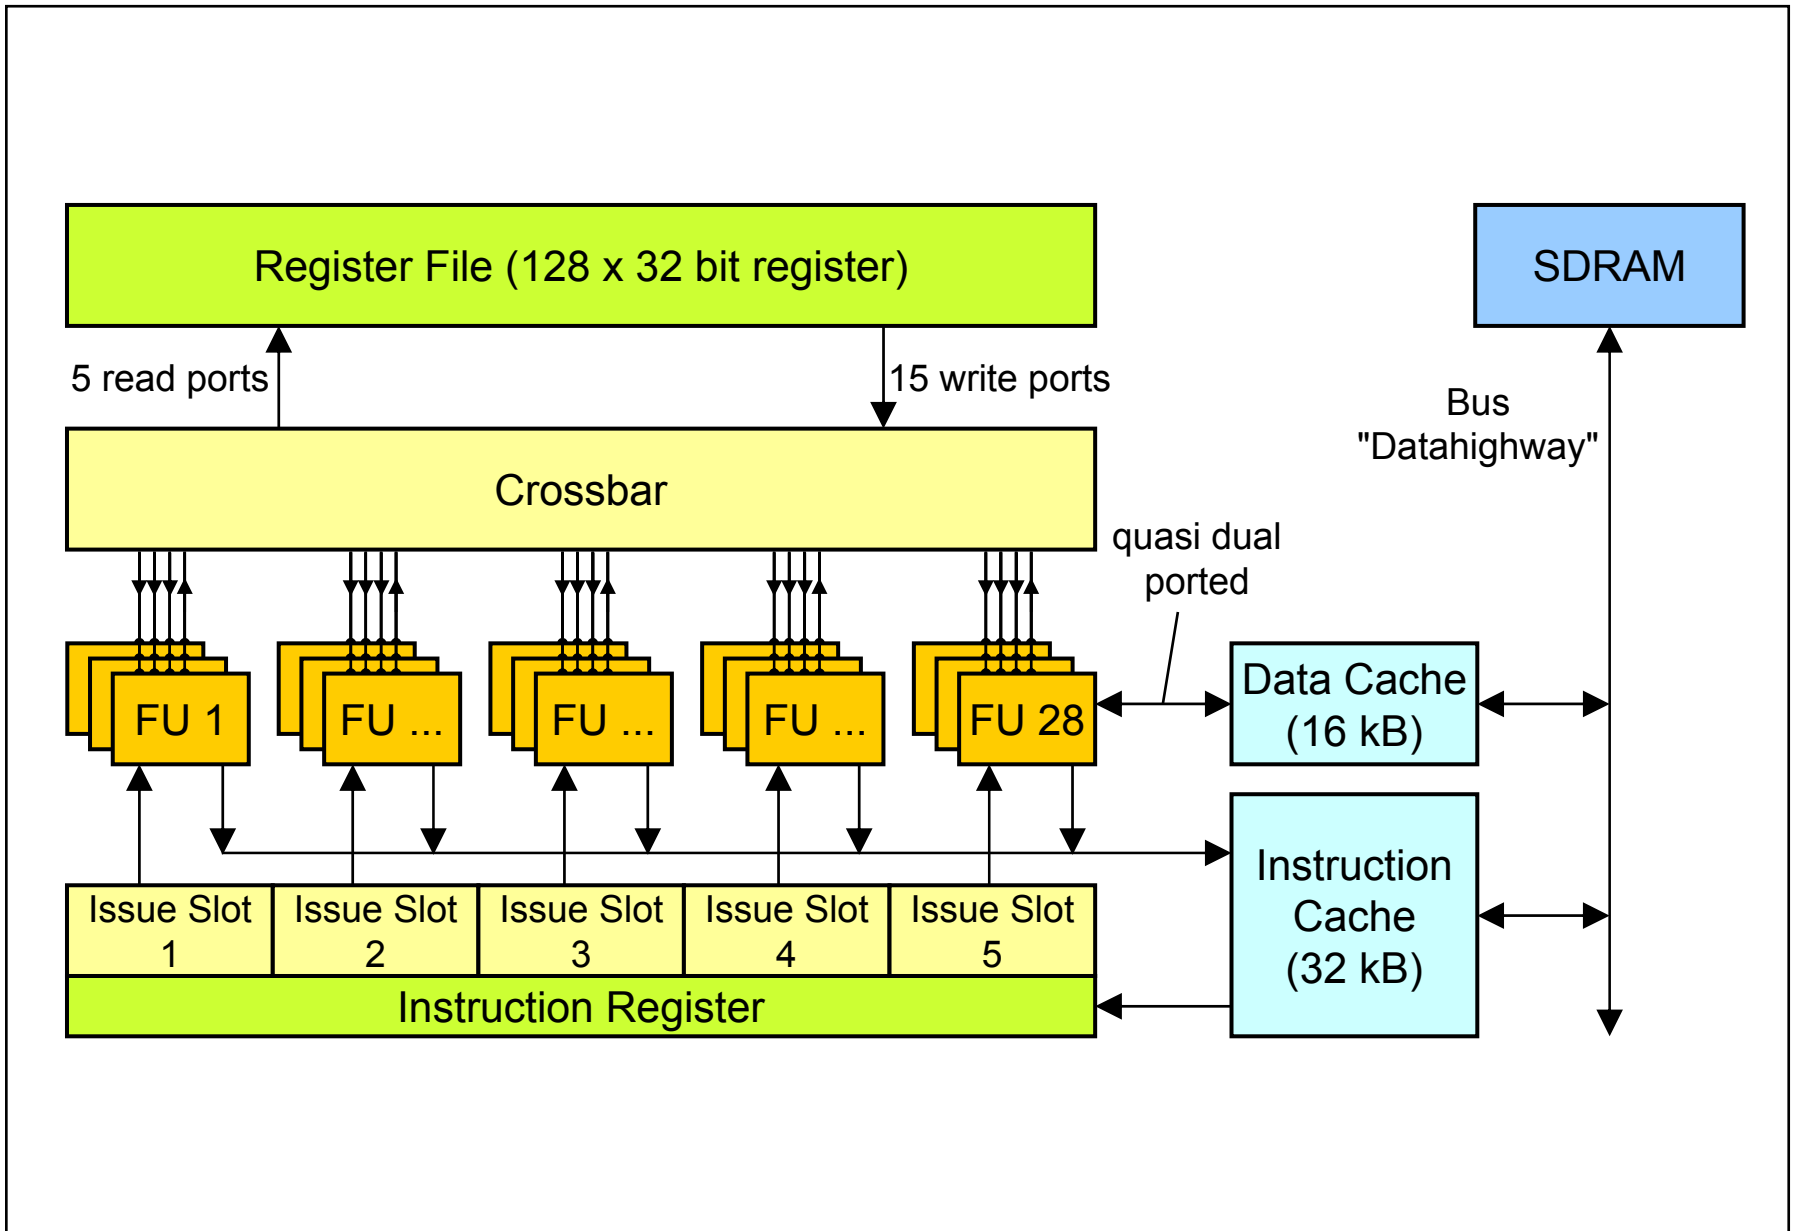 Register File (128 x 32 bit register)
SDRAM
5 read ports
15 write ports
Bus
"Datahighway"
Crossbar
quasi dual
ported
FU 1
FU ...
FU ...
FU ...
FU 28
Data Cache
(16 kB)
Instruction
Cache
(32 kB)
Issue Slot
1
Issue Slot
2
Issue Slot
3
Issue Slot
4
Issue Slot
5
Instruction Register